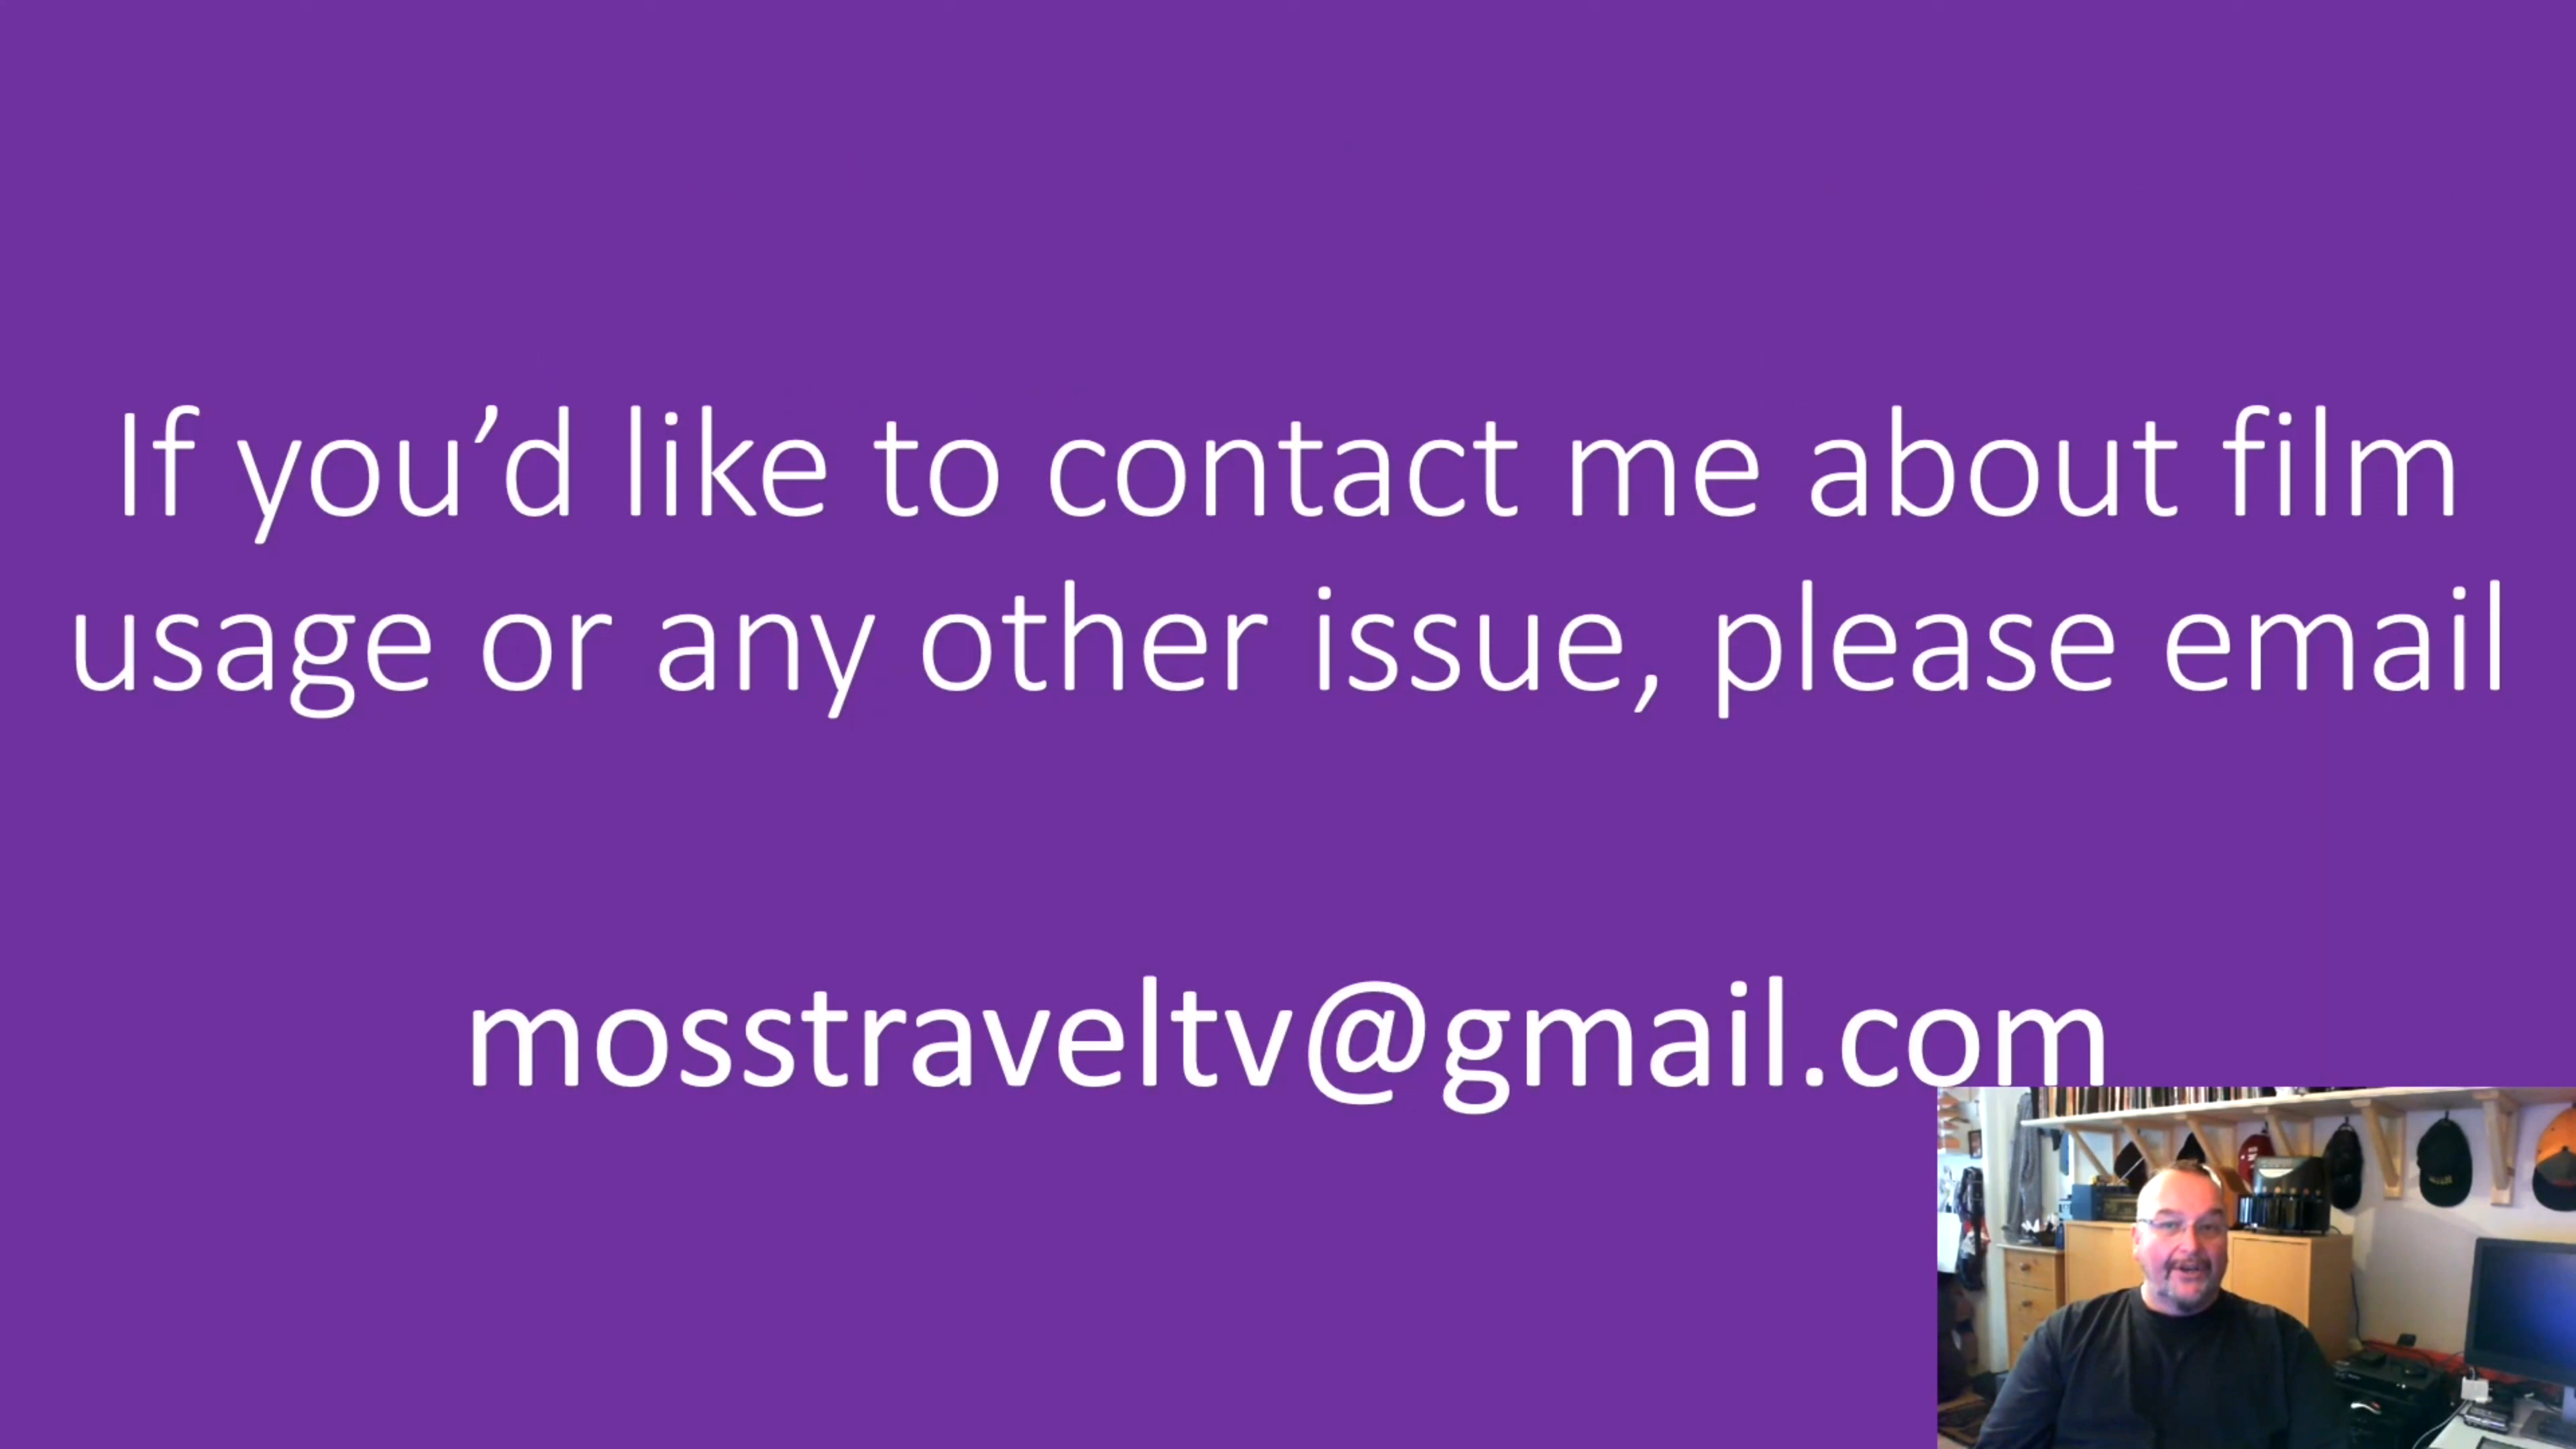 If you’d like to contact me about film
usage or any other issue, please email
mosstraveltv@gmail.com